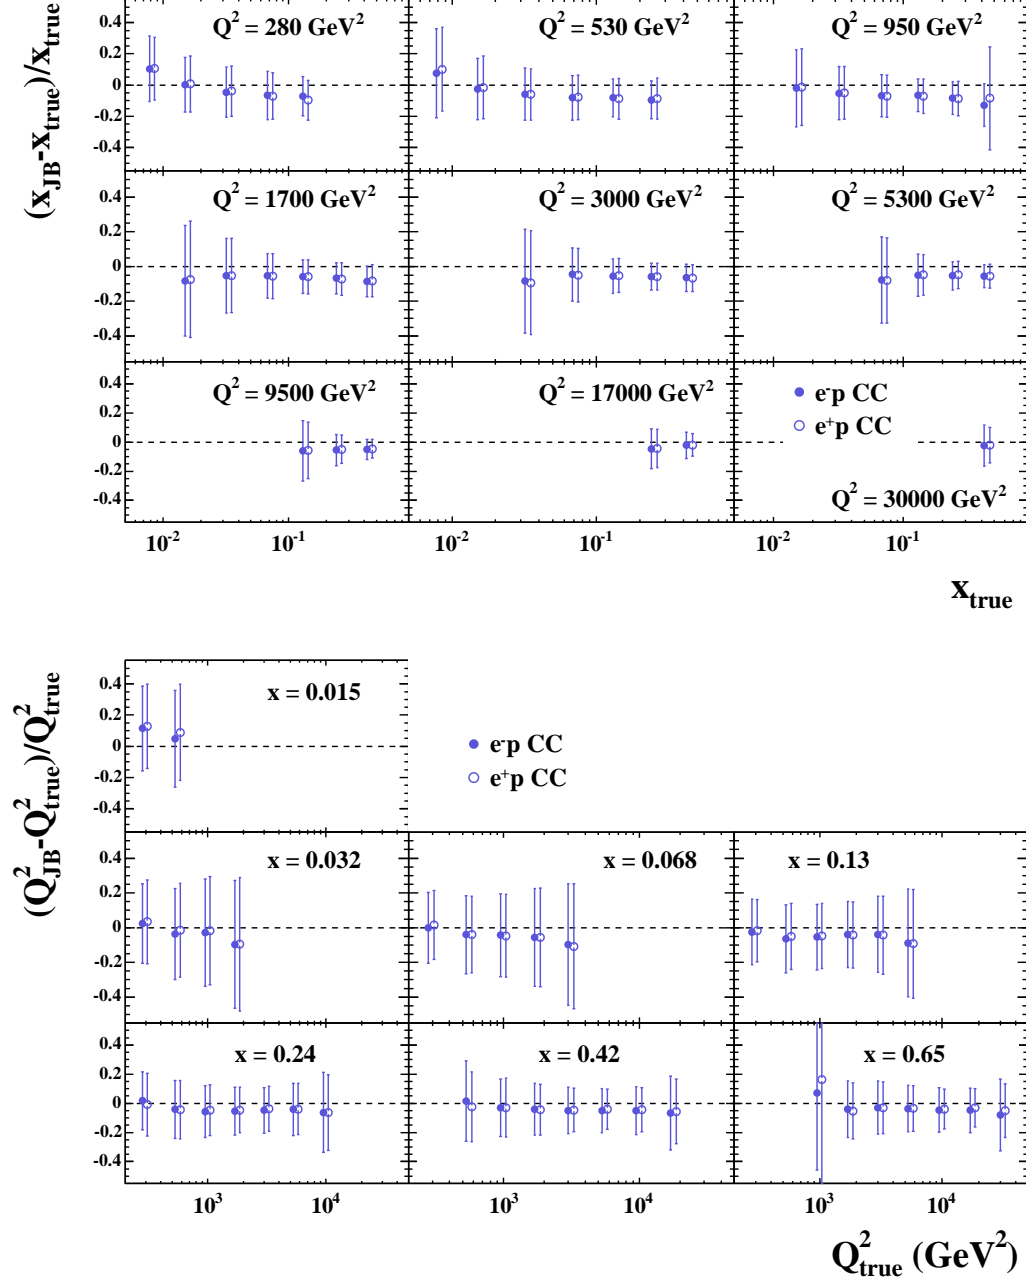 (x_JB-x_true)/x_true
Q² = 280 GeV²
Q² = 530 GeV²
Q² = 950 GeV²
0.4
0.2
0
-0.2
-0.4
Q² = 1700 GeV²
Q² = 3000 GeV²
Q² = 5300 GeV²
0.4
0.2
0
-0.2
-0.4
Q² = 9500 GeV²
Q² = 17000 GeV²
e⁻p CC
e⁺p CC
Q² = 30000 GeV²
0.4
0.2
0
-0.2
-0.4
10⁻² 10⁻¹ 10⁻² 10⁻¹ 10⁻² 10⁻¹
x_true
(Q²_JB-Q²_true)/Q²_true
x = 0.015
0.4
0.2
0
-0.2
-0.4
e⁻p CC
e⁺p CC
x = 0.032
x = 0.068
x = 0.13
0.4
0.2
0
-0.2
-0.4
x = 0.24
x = 0.42
x = 0.65
0.4
0.2
0
-0.2
-0.4
10³ 10⁴ 10³ 10⁴ 10³ 10⁴
Q²_true (GeV²)